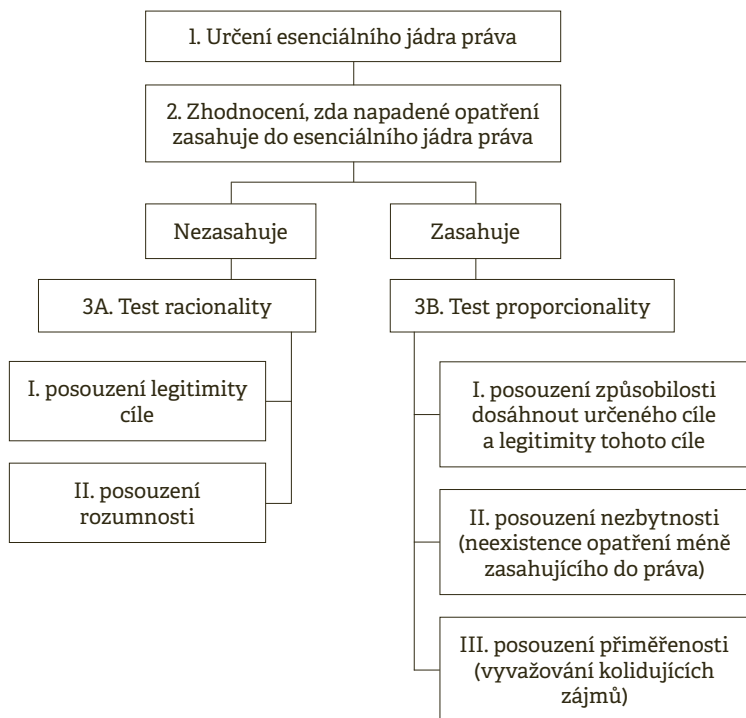 1. Určení esenciálního jádra práva
2. Zhodnocení, zda napadené opatření
zasahuje do esenciálního jádra práva
Nezasahuje
Zasahuje
3A. Test racionality
3B. Test proporcionality
I. posouzení legitimity
cíle
II. posouzení
rozumnosti
I. posouzení způsobilosti
dosáhnout určeného cíle
a legitimity tohoto cíle
II. posouzení nezbytnosti
(neexistence opatření méně
zasahujícího do práva)
III. posouzení přiměřenosti
(vyvažování kolidujících
zájmů)